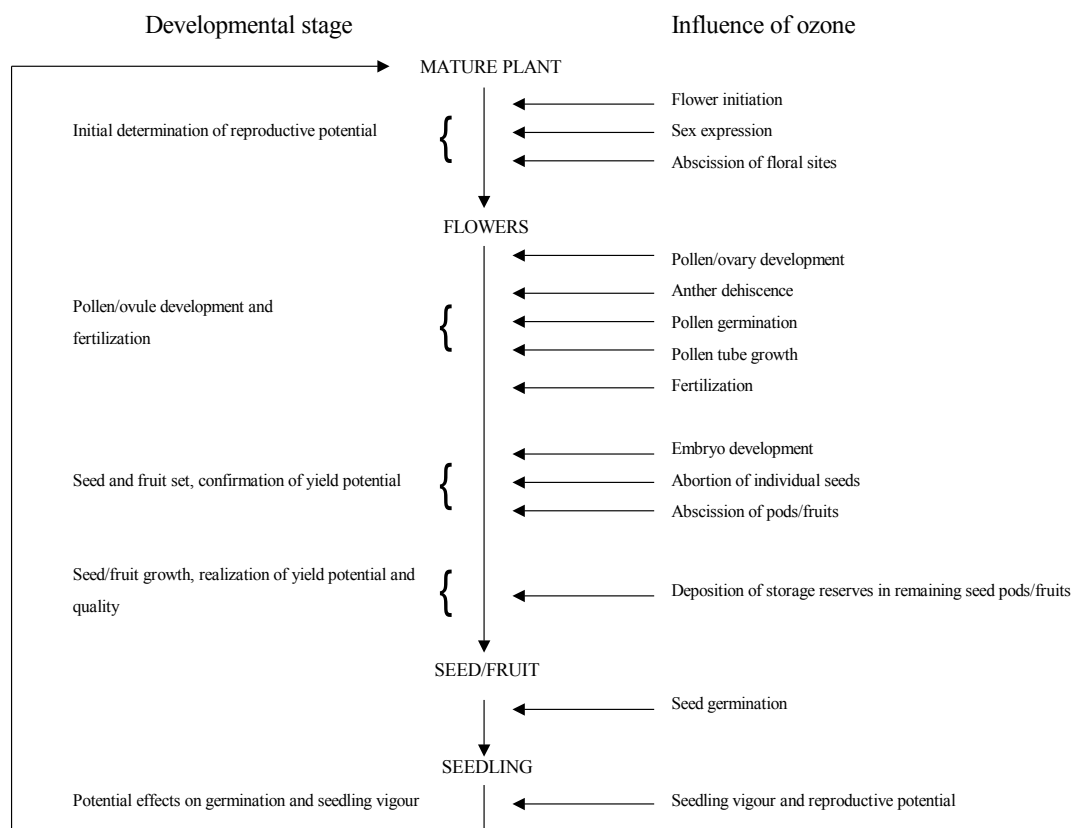 Developmental stage
Influence of ozone
MATURE PLANT
Flower initiation
Initial determination of reproductive potential
{
Sex expression
Abscission of floral sites
FLOWERS
Pollen/ovary development
Anther dehiscence
Pollen/ovule development and
fertilization
{
Pollen germination
Pollen tube growth
Fertilization
Embryo development
Seed and fruit set, confirmation of yield potential
{
Abortion of individual seeds
Abscission of pods/fruits
Seed/fruit growth, realization of yield potential and
quality
{
Deposition of storage reserves in remaining seed pods/fruits
SEED/FRUIT
Seed germination
SEEDLING
Potential effects on germination and seedling vigour
Seedling vigour and reproductive potential